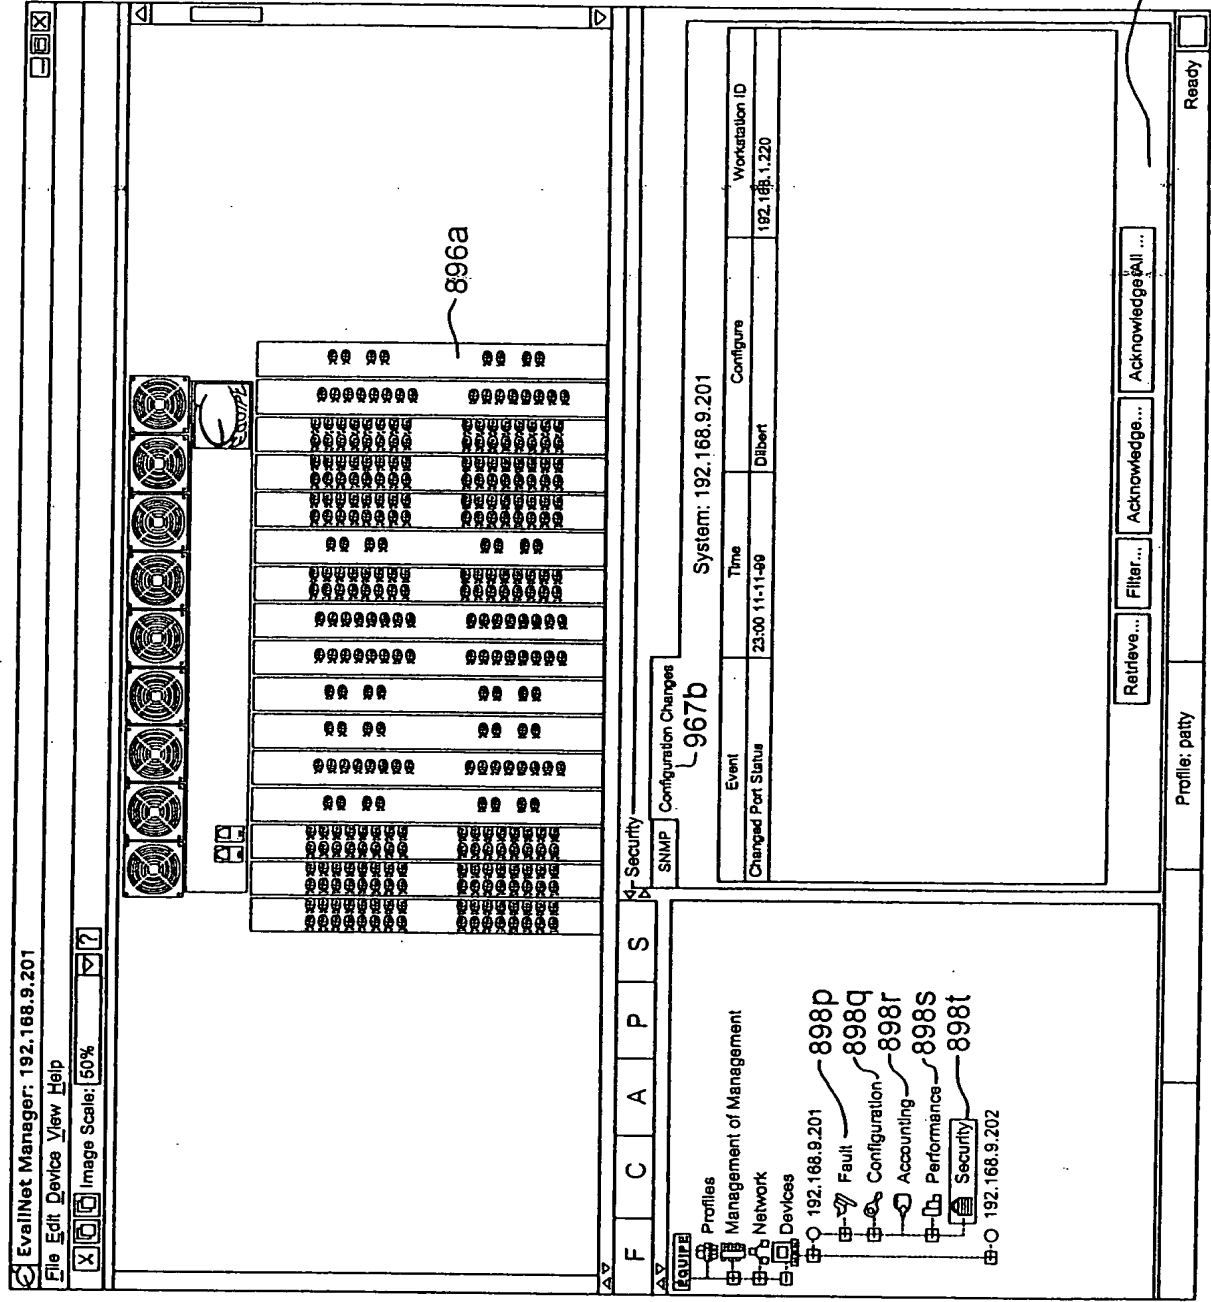 EvallNet Manager: 192.168.9.201
File Edit Device View Help
Image Scale: 50%
?
EQUIPE
896a
F C A P S
EQUIPE
Profiles
Management of Management
Network
Devices
192.168.9.201
Fault
898p
Configuration
898q
Accounting
898r
Performance
898s
Security
898t
192.168.9.202
Security
SNMP Configuration Changes
967b
System: 192.168.9.201
Event Time Configure Workstation ID
Changed Port Status 23:00 11-11-99 Dilbert 192.168.1.220
Retrieve... Filter... Acknowledge... Acknowledge All ...
Profile: patty
Ready